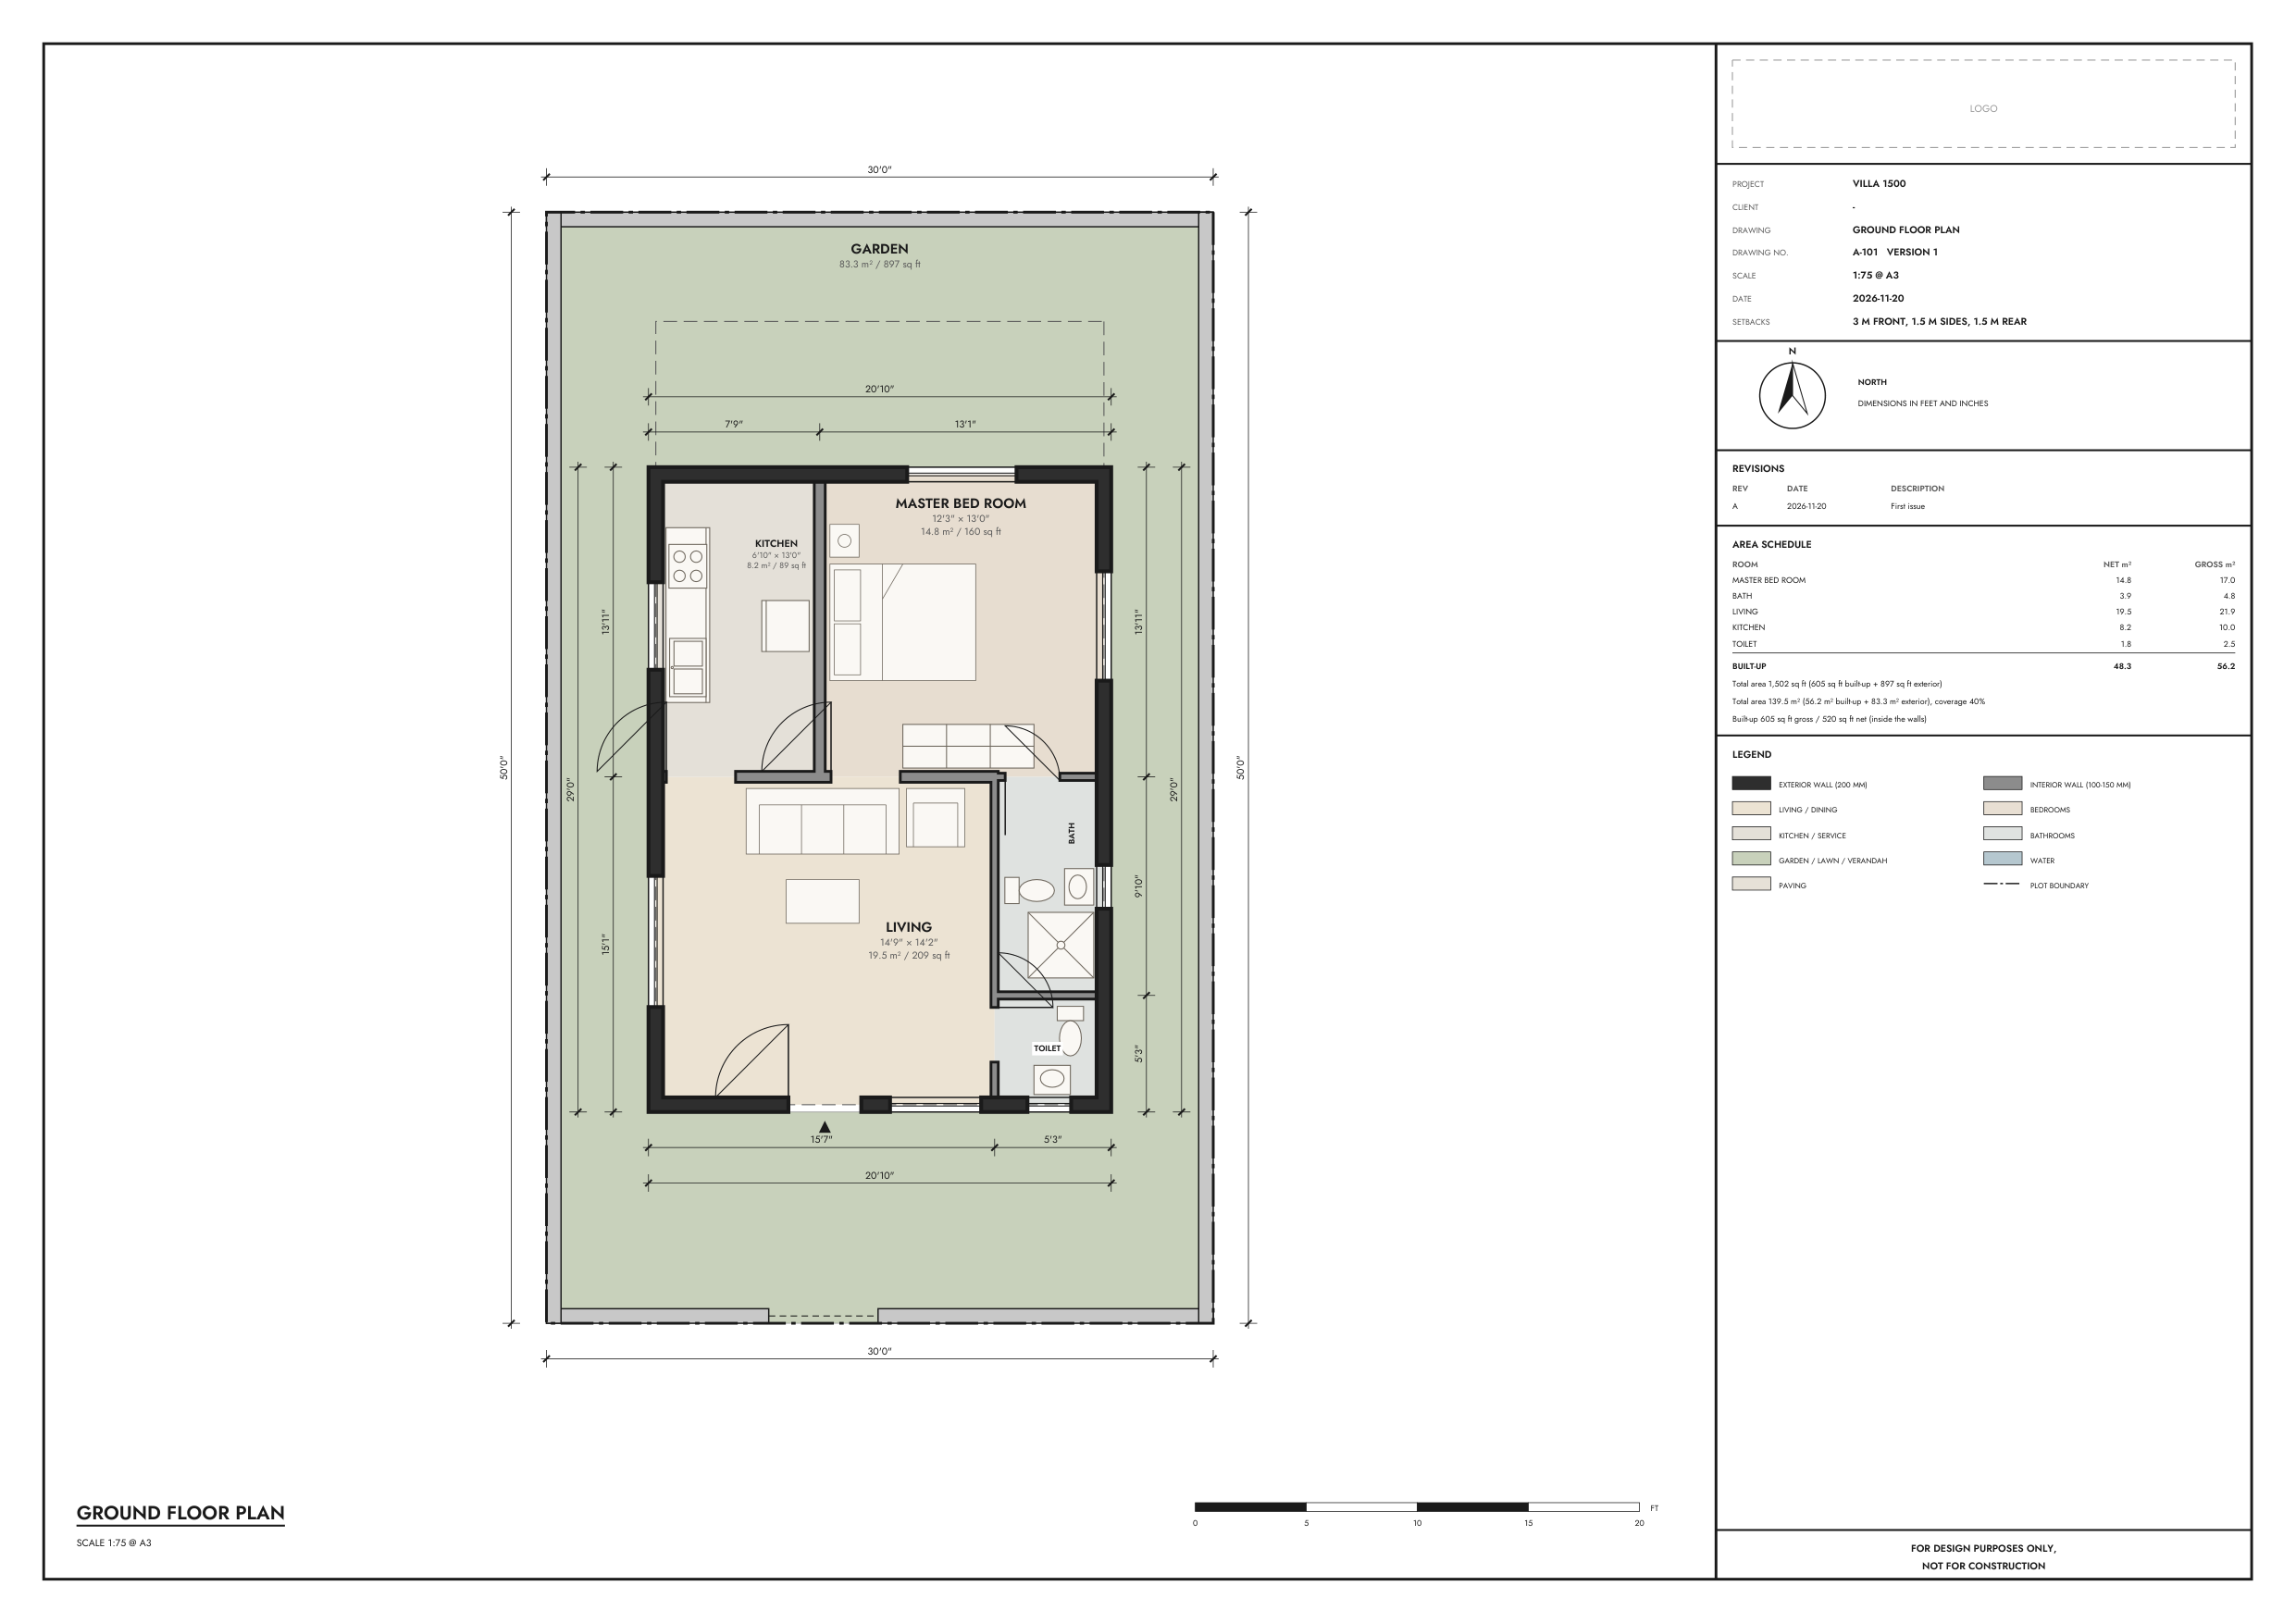 30'0"
50'0"
GARDEN
83.3 m² / 897 sq ft
20'10"
7'9"
13'1"
MASTER BED ROOM
12'3" × 13'0"
14.8 m² / 160 sq ft
KITCHEN
6'10" × 13'0"
8.2 m² / 89 sq ft
13'11"
13'11"
29'0"
50'0"
29'0"
BATH
9'10"
15'1"
LIVING
14'9" × 14'2"
19.5 m² / 209 sq ft
TOILET
5'3"
15'7"
5'3"
20'10"
30'0"
GROUND FLOOR PLAN
SCALE 1:75 @ A3
0 5 10 15 20 FT
LOGO
PROJECT VILLA 1500
CLIENT -
DRAWING GROUND FLOOR PLAN
DRAWING NO. A-101 VERSION 1
SCALE 1:75 @ A3
DATE 2026-11-20
SETBACKS 3 M FRONT, 1.5 M SIDES, 1.5 M REAR
N
NORTH
DIMENSIONS IN FEET AND INCHES
REVISIONS
REV DATE DESCRIPTION
A 2026-11-20 First issue
AREA SCHEDULE
ROOM NET m² GROSS m²
MASTER BED ROOM 14.8 17.0
BATH 3.9 4.8
LIVING 19.5 21.9
KITCHEN 8.2 10.0
TOILET 1.8 2.5
BUILT-UP 48.3 56.2
Total area 1,502 sq ft (605 sq ft built-up + 897 sq ft exterior)
Total area 139.5 m² (56.2 m² built-up + 83.3 m² exterior), coverage 40%
Built-up 605 sq ft gross / 520 sq ft net (inside the walls)
LEGEND
EXTERIOR WALL (200 MM) INTERIOR WALL (100-150 MM)
LIVING / DINING BEDROOMS
KITCHEN / SERVICE BATHROOMS
GARDEN / LAWN / VERANDAH WATER
PAVING PLOT BOUNDARY
FOR DESIGN PURPOSES ONLY,
NOT FOR CONSTRUCTION